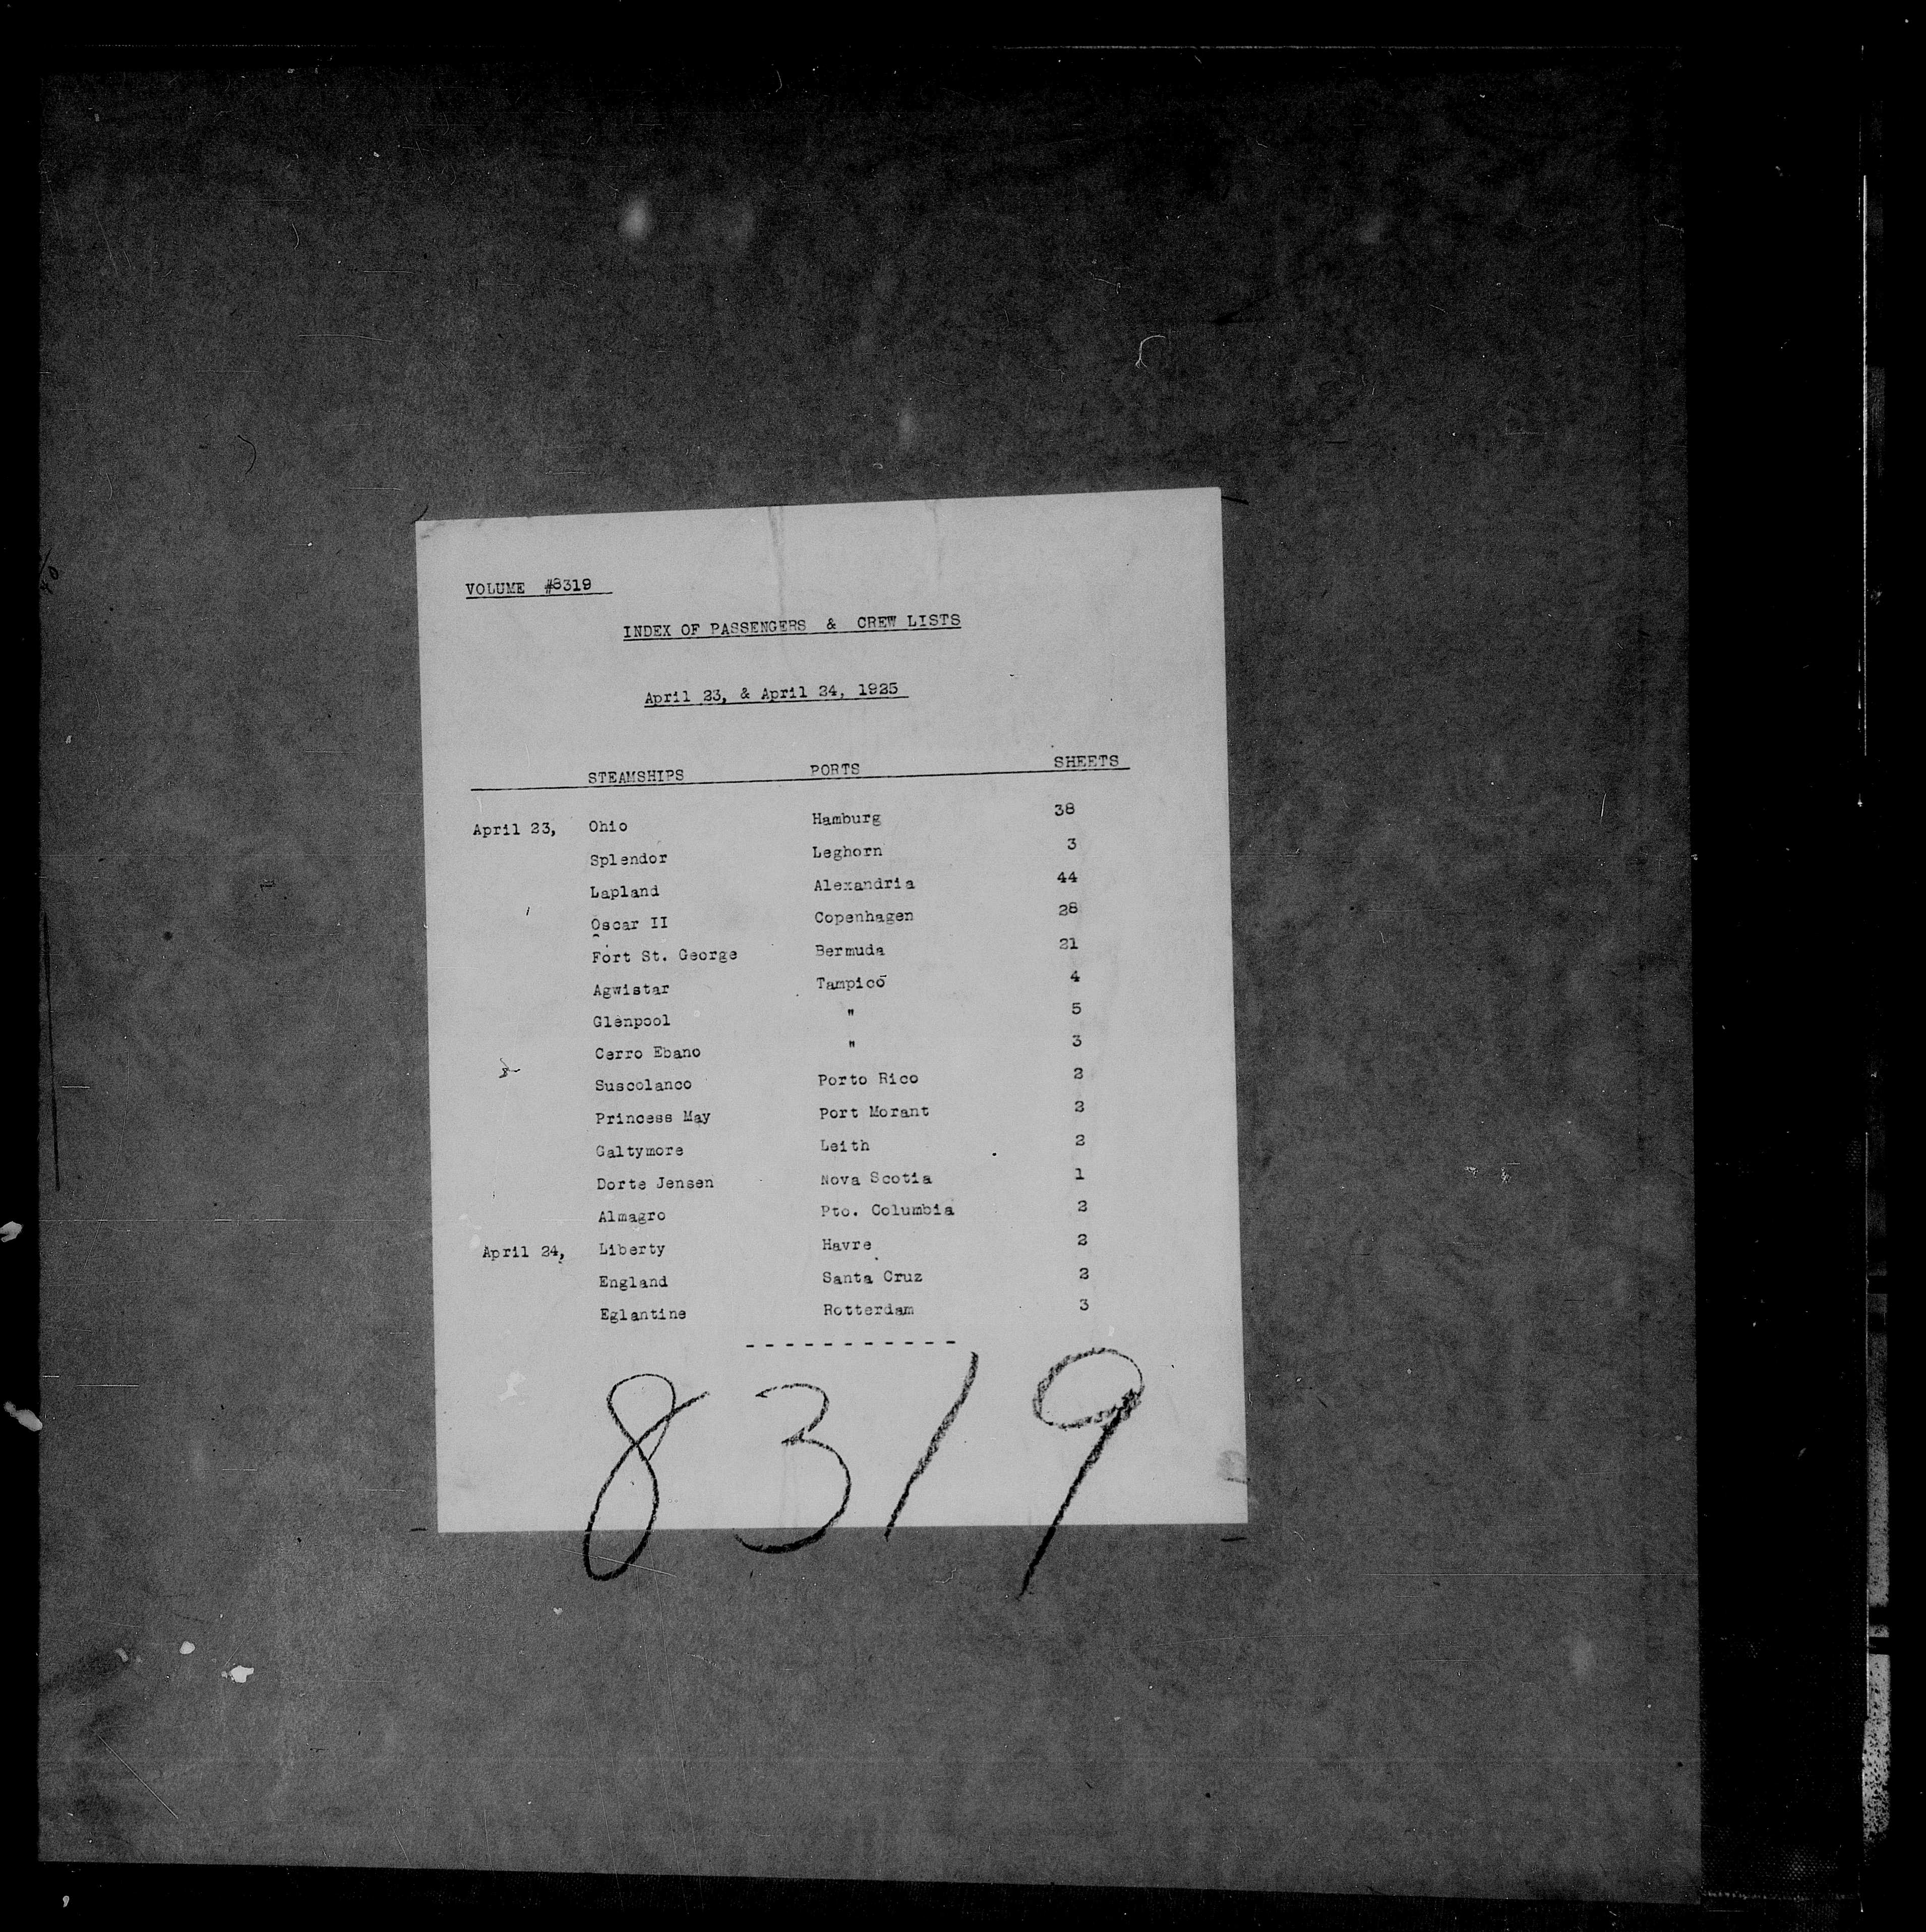 VOLUME #8319
INDEX OF PASSENGERS & CREW LISTS
April 23, & April 24, 1925
STEAMSHIPS PORTS SHEETS
April 23, Ohio Hamburg 38
Splendor Leghorn 3
Lapland Alexandria 44
Oscar II Copenhagen 28
Fort St. George Bermuda 21
Agwistar Tampico 4
Glenpool " 5
Cerro Ebano " 3
Suscolanco Porto Rico 2
Princess May Port Morant 2
Galtymore Leith 2
Dorte Jensen Nova Scotia 1
Almagro Pto. Columbia 2
April 24, Liberty Havre 2
England Santa Cruz 2
Eglantine Rotterdam 3
- - - - - - - - - - -
8319